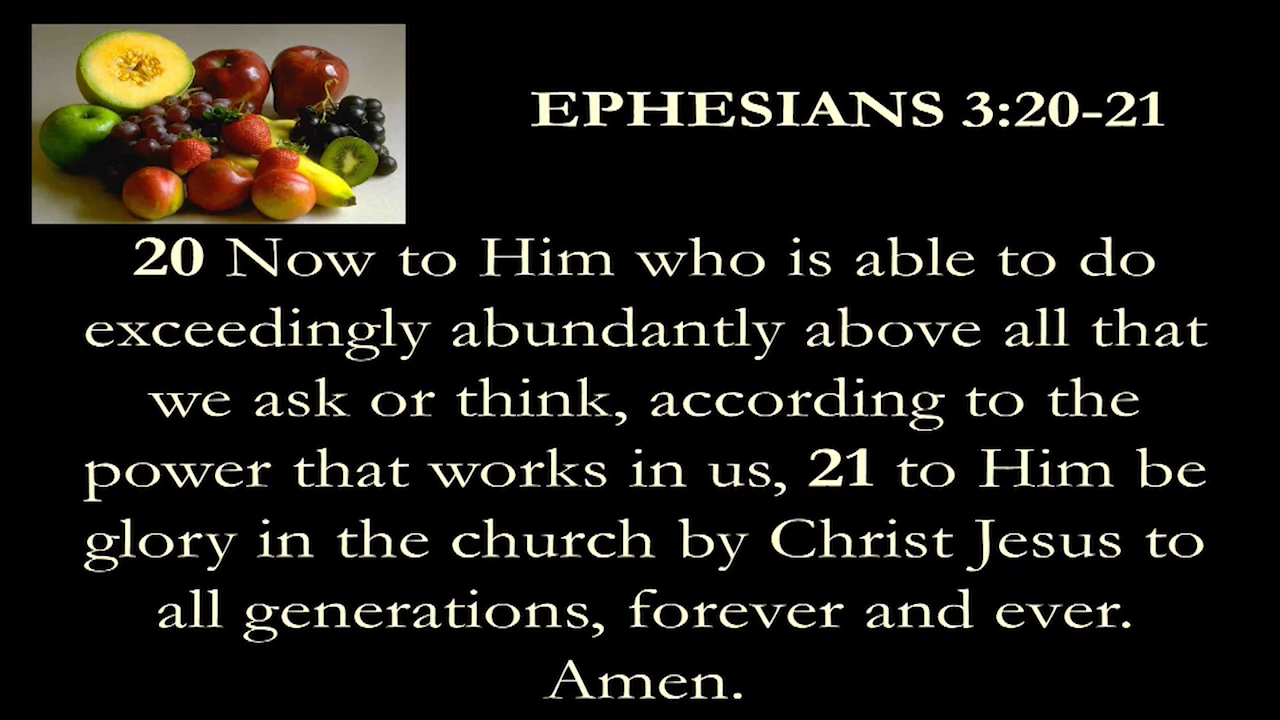 EPHESIANS 3:20-21
20 Now to Him who is able to do
exceedingly abundantly above all that
we ask or think, according to the
power that works in us, 21 to Him be
glory in the church by Christ Jesus to
all generations, forever and ever.
Amen.